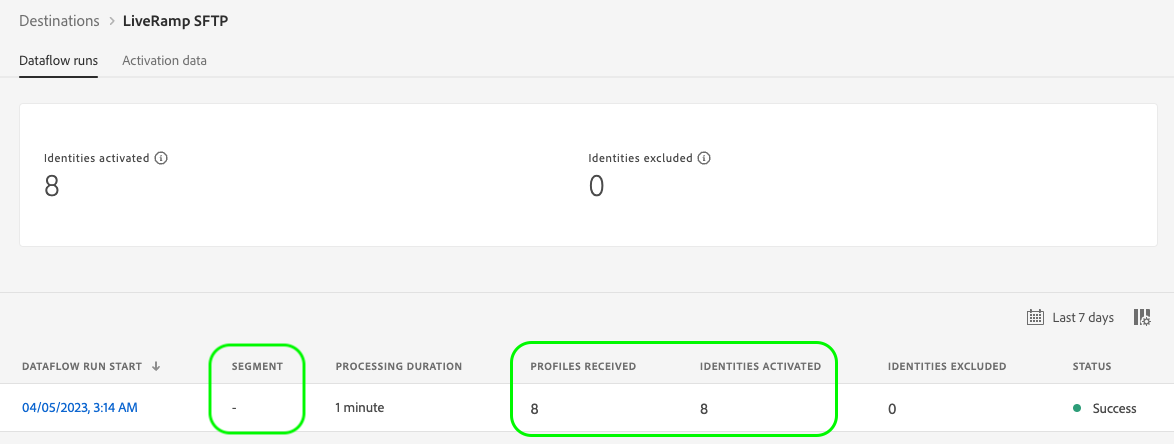 Destinations > LiveRamp SFTP
Dataflow runs Activation data
Identities activated Identities excluded
8 0
Last 7 days
DATAFLOW RUN START SEGMENT PROCESSING DURATION PROFILES RECEIVED IDENTITIES ACTIVATED IDENTITIES EXCLUDED STATUS
04/05/2023, 3:14 AM - 1 minute 8 8 0 Success